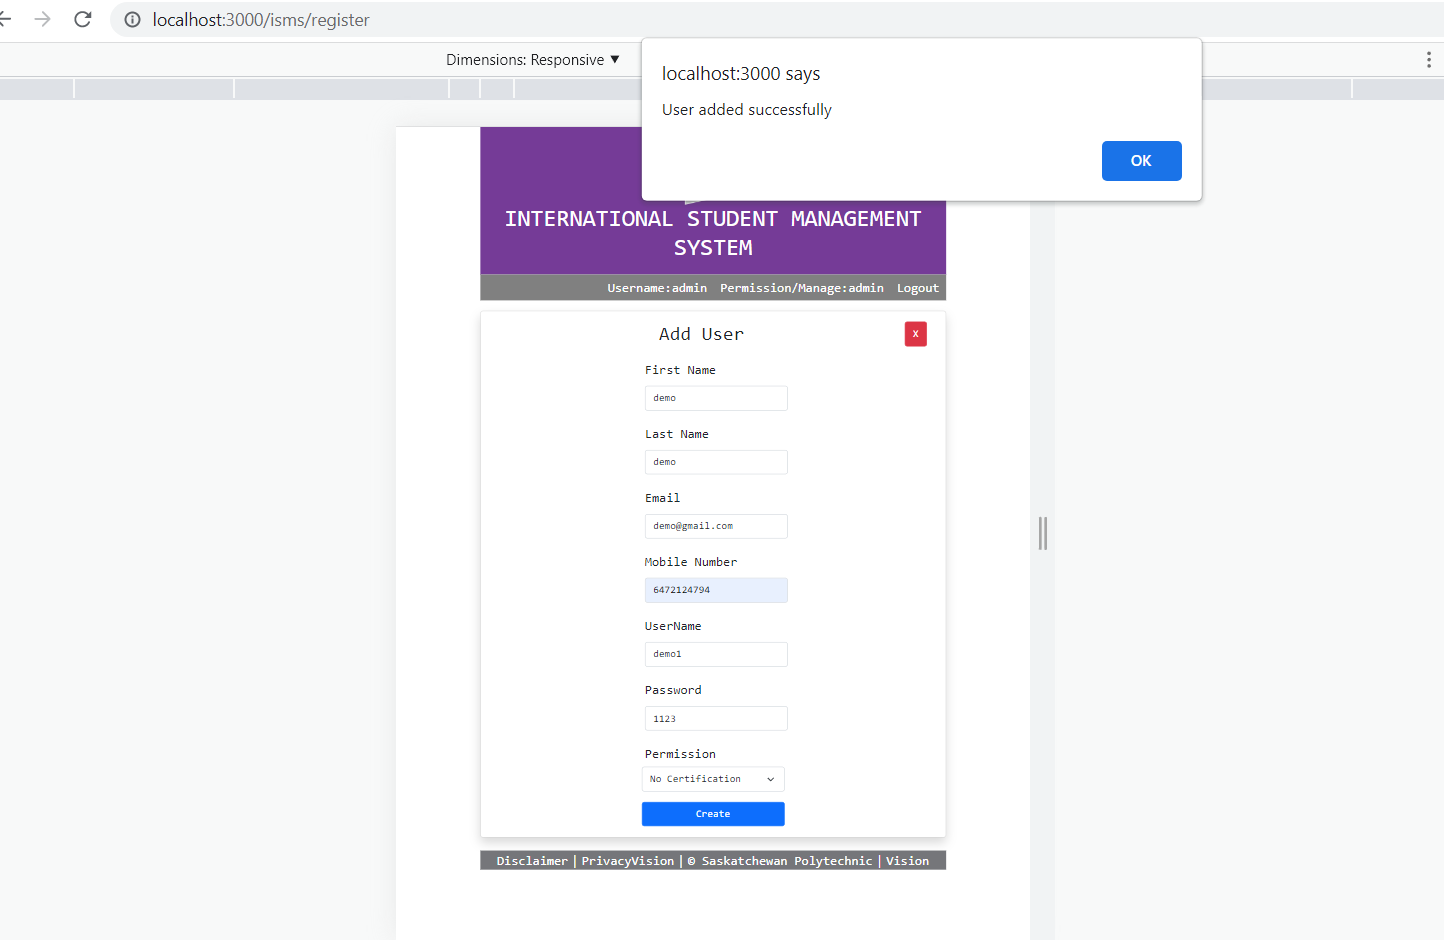 localhost:3000/isms/register
Dimensions: Responsive ▼
localhost:3000 says
User added successfully
OK
INTERNATIONAL STUDENT MANAGEMENT
SYSTEM
Username:admin Permission/Manage:admin Logout
Add User
X
First Name
demo
Last Name
demo
Email
demo@gmail.com
Mobile Number
6472124794
UserName
demo1
Password
1123
Permission
No Certification
Create
Disclaimer | PrivacyVision | © Saskatchewan Polytechnic | Vision